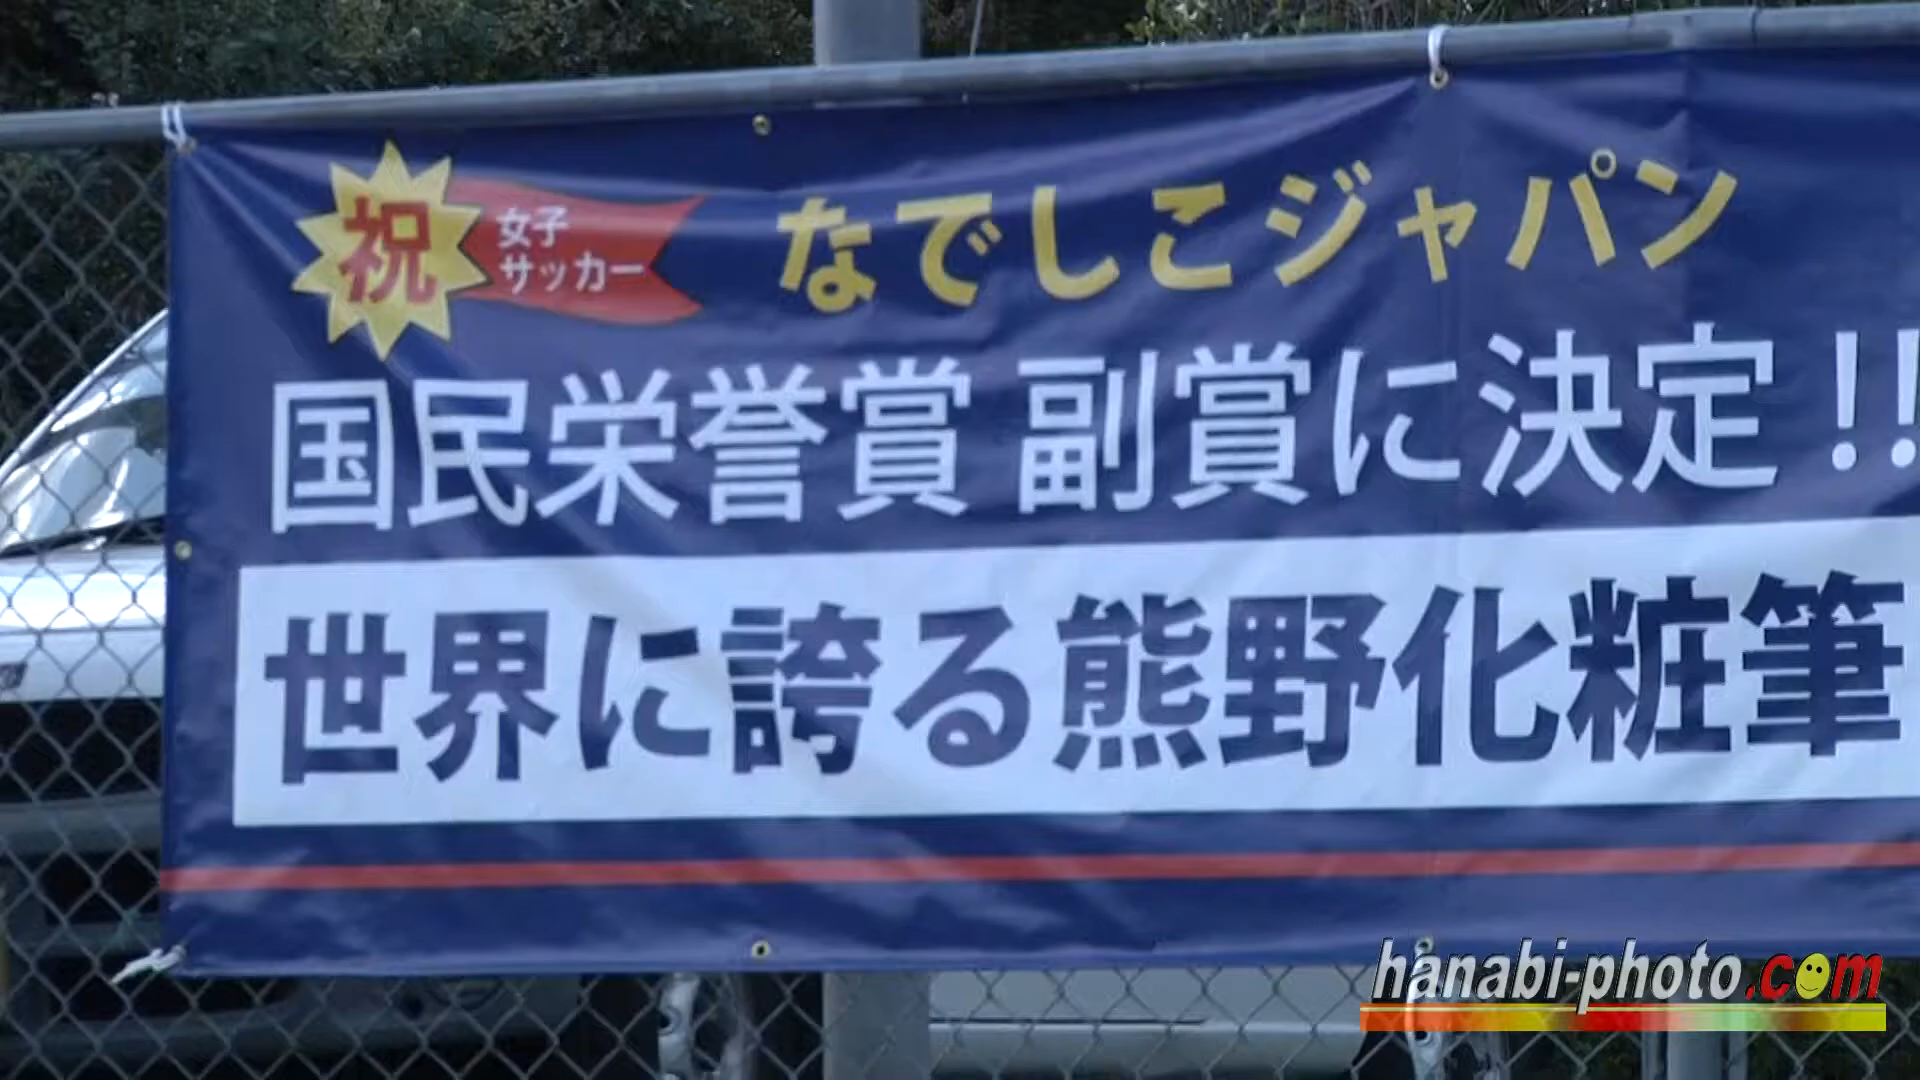 祝
女子
サッカー
なでしこジャパン
国民栄誉賞 副賞に決定!!
世界に誇る熊野化粧筆
hanabi-photo.com